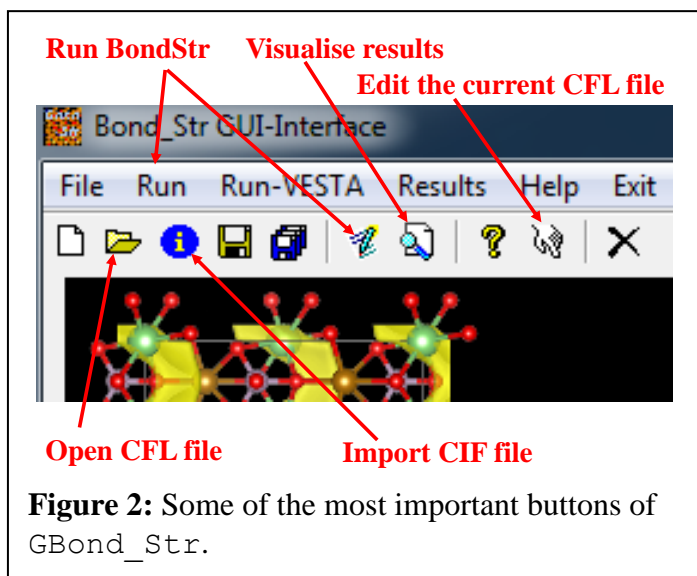 Run BondStr Visualise results
Edit the current CFL file
Bond_Str GUI-Interface
File Run Run-VESTA Results Help Exit
Open CFL file Import CIF file
Figure 2: Some of the most important buttons of
GBond_Str.